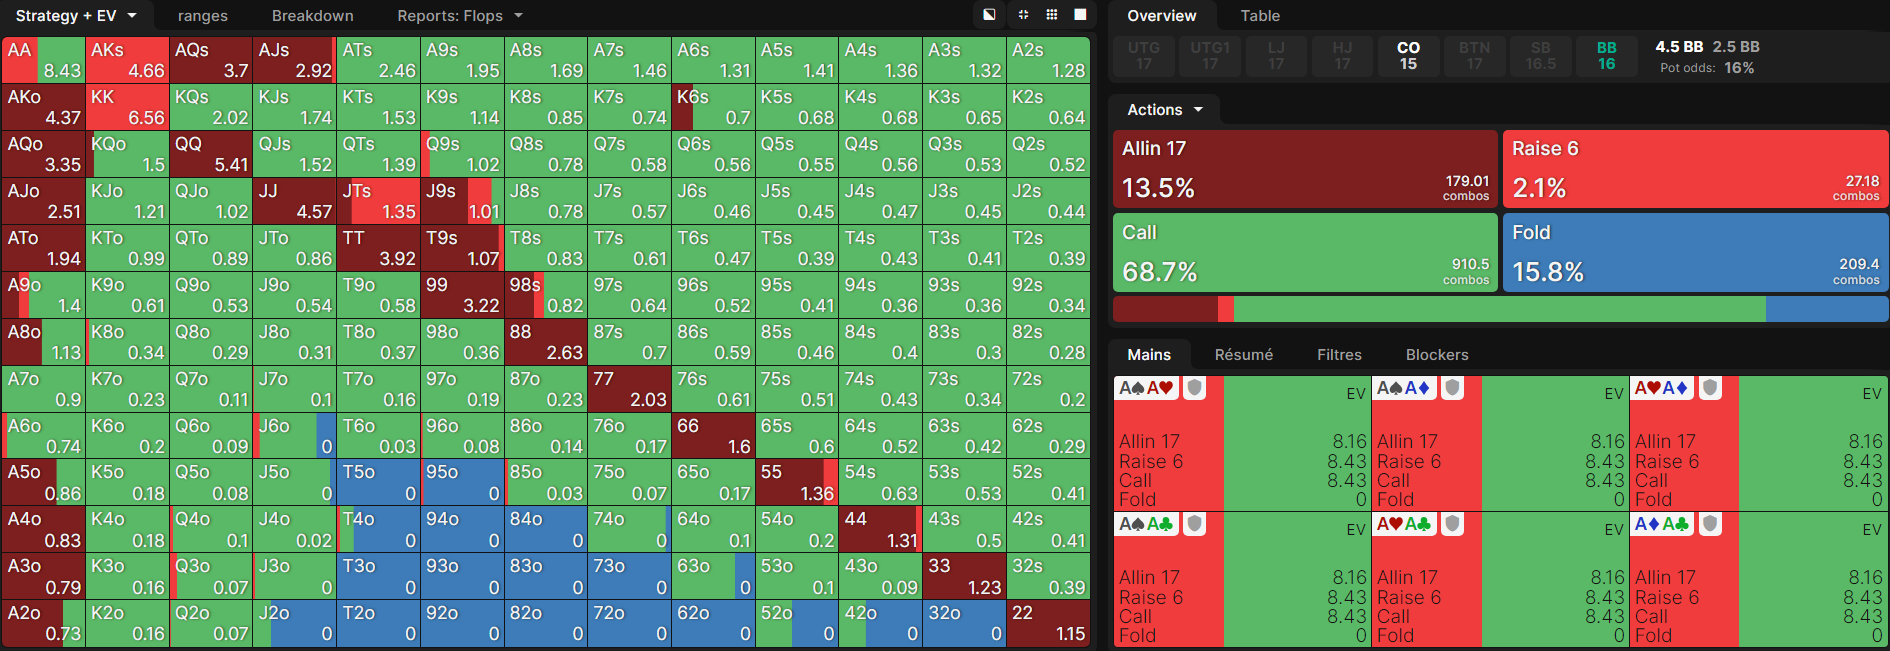 Strategy + EV ranges Breakdown Reports: Flops
AA AKs AQs AJs ATs A9s A8s A7s A6s A5s A4s A3s A2s
8.43 4.66 3.7 2.92 2.46 1.95 1.69 1.46 1.31 1.41 1.36 1.32 1.28
AKo KK KQs KJs KTs K9s K8s K7s K6s K5s K4s K3s K2s
4.37 6.56 2.02 1.74 1.53 1.14 0.85 0.74 0.7 0.68 0.68 0.65 0.64
AQo KQo QQ QJs QTs Q9s Q8s Q7s Q6s Q5s Q4s Q3s Q2s
3.35 1.5 5.41 1.52 1.39 1.02 0.78 0.58 0.56 0.55 0.56 0.53 0.52
AJo KJo QJo JJ JTs J9s J8s J7s J6s J5s J4s J3s J2s
2.51 1.21 1.02 4.57 1.35 1.01 0.78 0.57 0.46 0.45 0.47 0.45 0.44
ATo KTo QTo JTo TT T9s T8s T7s T6s T5s T4s T3s T2s
1.94 0.99 0.89 0.86 3.92 1.07 0.83 0.61 0.47 0.39 0.43 0.41 0.39
A9o K9o Q9o J9o T9o 99 98s 97s 96s 95s 94s 93s 92s
1.4 0.61 0.53 0.54 0.58 3.22 0.82 0.64 0.52 0.41 0.36 0.36 0.34
A8o K8o Q8o J8o T8o 98o 88 87s 86s 85s 84s 83s 82s
1.13 0.34 0.29 0.31 0.37 0.36 2.63 0.7 0.59 0.46 0.4 0.3 0.28
A7o K7o Q7o J7o T7o 97o 87o 77 76s 75s 74s 73s 72s
0.9 0.23 0.11 0.1 0.16 0.19 0.23 2.03 0.61 0.51 0.43 0.34 0.2
A6o K6o Q6o J6o T6o 96o 86o 76o 66 65s 64s 63s 62s
0.74 0.2 0.09 0 0.03 0.08 0.14 0.17 1.6 0.6 0.52 0.42 0.29
A5o K5o Q5o J5o T5o 95o 85o 75o 65o 55 54s 53s 52s
0.86 0.18 0.08 0 0 0 0.03 0.07 0.17 1.36 0.63 0.53 0.41
A4o K4o Q4o J4o T4o 94o 84o 74o 64o 54o 44 43s 42s
0.83 0.18 0.1 0.02 0 0 0 0 0.1 0.2 1.31 0.5 0.41
A3o K3o Q3o J3o T3o 93o 83o 73o 63o 53o 43o 33 32s
0.79 0.16 0.07 0 0 0 0 0 0 0.1 0.09 1.23 0.39
A2o K2o Q2o J2o T2o 92o 82o 72o 62o 52o 42o 32o 22
0.73 0.16 0.07 0 0 0 0 0 0 0 0 0 1.15
Overview Table
UTG UTG1 LJ HJ CO BTN SB BB 4.5 BB 2.5 BB
17 17 17 17 15 17 16.5 16 Pot odds: 16%
Actions
Allin 17 Raise 6
13.5% 179.01 combos 2.1% 27.18 combos
Call Fold
68.7% 910.5 combos 15.8% 209.4 combos
Mains Résumé Filtres Blockers
A♠A♥ EV A♠A♦ EV A♥A♦ EV
Allin 17 8.16 Allin 17 8.16 Allin 17 8.16
Raise 6 8.43 Raise 6 8.43 Raise 6 8.43
Call 8.43 Call 8.43 Call 8.43
Fold 0 Fold 0 Fold 0
A♠A♣ EV A♥A♣ EV A♦A♣ EV
Allin 17 8.16 Allin 17 8.16 Allin 17 8.16
Raise 6 8.43 Raise 6 8.43 Raise 6 8.43
Call 8.43 Call 8.43 Call 8.43
Fold 0 Fold 0 Fold 0